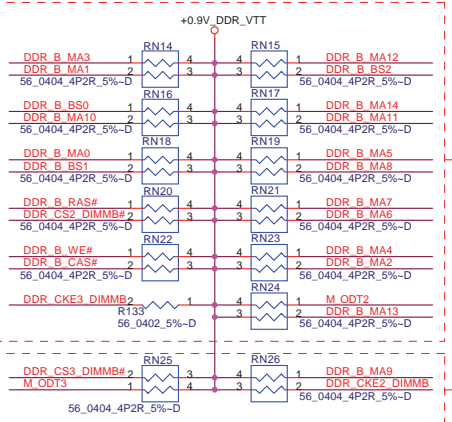 +0.9V_DDR_VTT
RN14 RN15
DDR_B_MA3 1 4 4 1 DDR_B_MA12
DDR_B_MA1 2 3 3 2 DDR_B_BS2
56_0404_4P2R_5%~D 56_0404_4P2R_5%~D
RN16 RN17
DDR_B_BS0 1 4 4 1 DDR_B_MA14
DDR_B_MA10 2 3 3 2 DDR_B_MA11
56_0404_4P2R_5%~D 56_0404_4P2R_5%~D
RN18 RN19
DDR_B_MA0 1 4 4 1 DDR_B_MA5
DDR_B_BS1 2 3 3 2 DDR_B_MA8
56_0404_4P2R_5%~D 56_0404_4P2R_5%~D
RN20 RN21
DDR_B_RAS# 1 4 4 1 DDR_B_MA7
DDR_CS2_DIMMB# 2 3 3 2 DDR_B_MA6
56_0404_4P2R_5%~D 56_0404_4P2R_5%~D
RN22 RN23
DDR_B_WE# 1 4 4 1 DDR_B_MA4
DDR_B_CAS# 2 3 3 2 DDR_B_MA2
56_0404_4P2R_5%~D 56_0404_4P2R_5%~D
RN24
DDR_CKE3_DIMMB 2 1 4 1 M_ODT2
R133 3 2 DDR_B_MA13
56_0402_5%~D 56_0404_4P2R_5%~D
RN25 RN26
DDR_CS3_DIMMB# 2 3 4 1 DDR_B_MA9
M_ODT3 1 4 3 2 DDR_CKE2_DIMMB
56_0404_4P2R_5%~D 56_0404_4P2R_5%~D